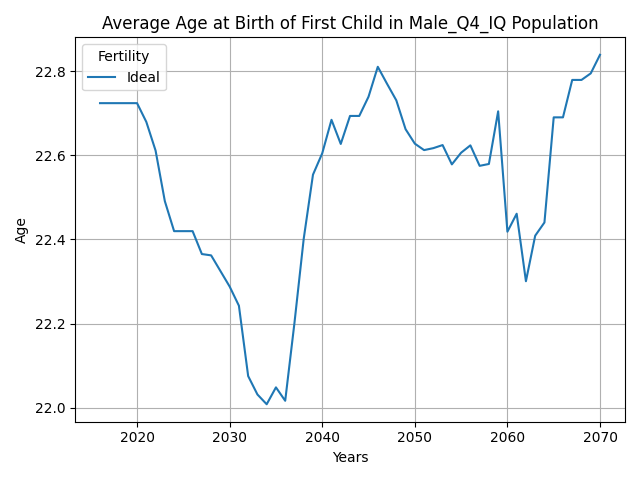 Average Age at Birth of First Child in Male_Q4_IQ Population
Fertility
Ideal
22.8
22.6
22.4
22.2
22.0
Age
2020 2030 2040 2050 2060 2070
Years